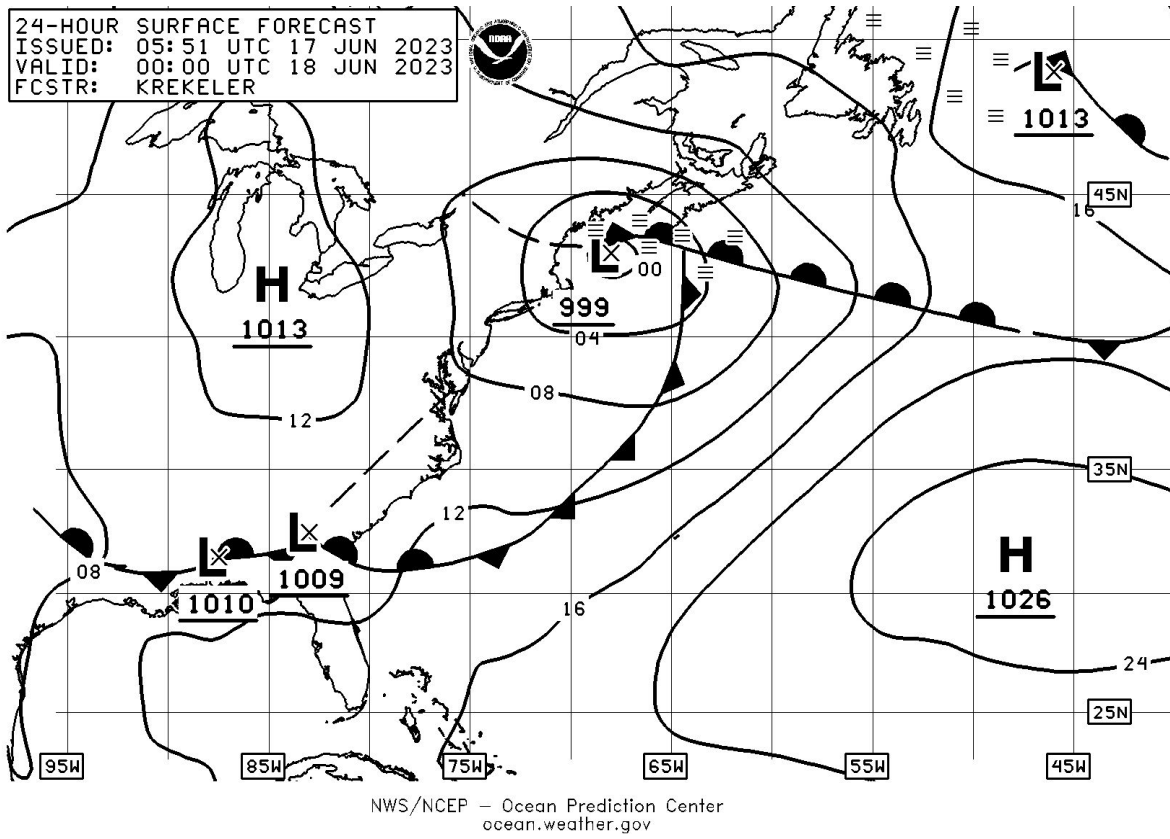 24-HOUR SURFACE FORECAST
ISSUED: 05:51 UTC 17 JUN 2023
VALID: 00:00 UTC 18 JUN 2023
FCSTR: KREKELER
NOAA
L
1013
45N
16
H
1013
L
00
999
04
08
12
35N
12
L
1009
L
1010
08
H
1026
16
24
25N
95W
85W
75W
65W
55W
45W
NWS/NCEP – Ocean Prediction Center
ocean.weather.gov